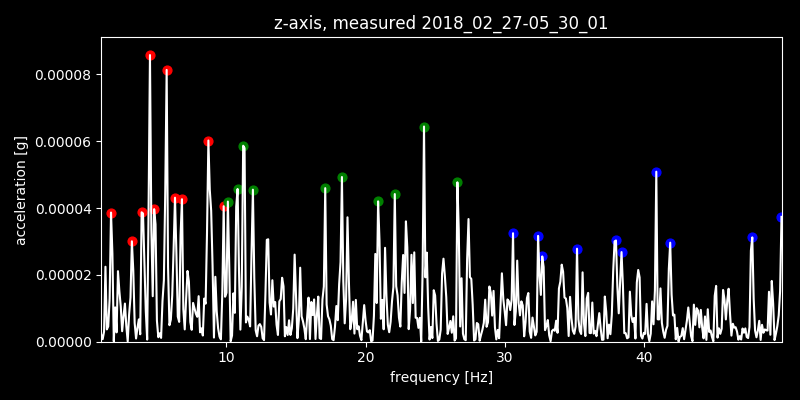 z-axis, measured 2018_02_27-05_30_01
0.00008
0.00006
0.00004
0.00002
0.00000
acceleration [g]
10 20 30 40
frequency [Hz]